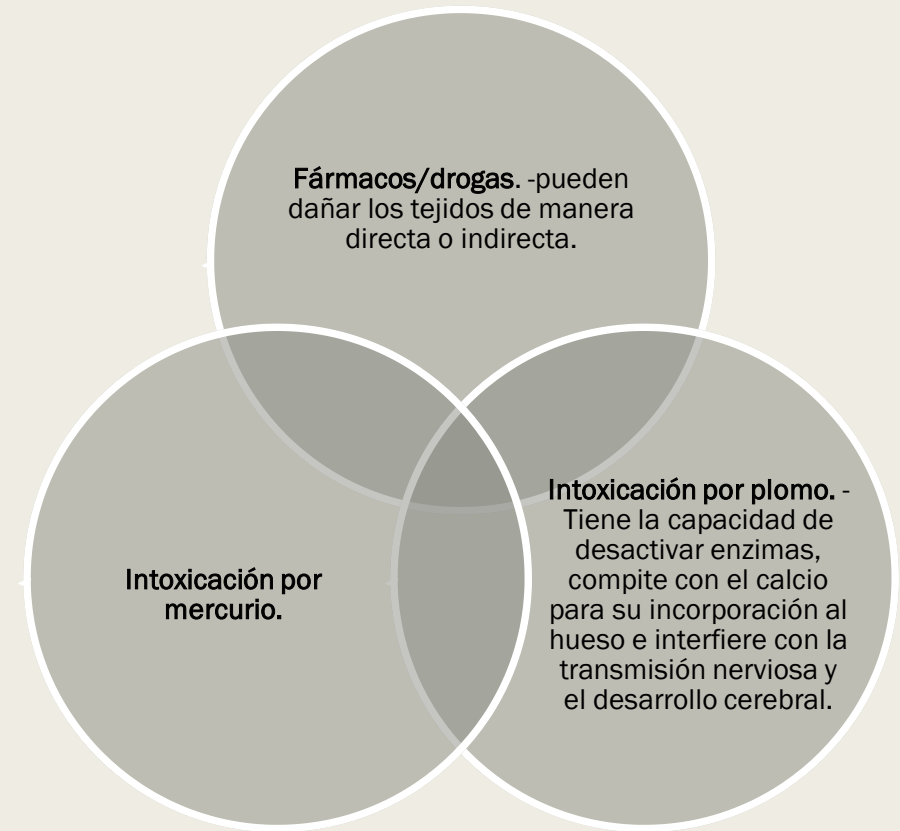 Fármacos/drogas. -pueden
dañar los tejidos de manera
directa o indirecta.
Intoxicación por
mercurio.
Intoxicación por plomo. -
Tiene la capacidad de
desactivar enzimas,
compite con el calcio
para su incorporación al
hueso e interfiere con la
transmisión nerviosa y
el desarrollo cerebral.